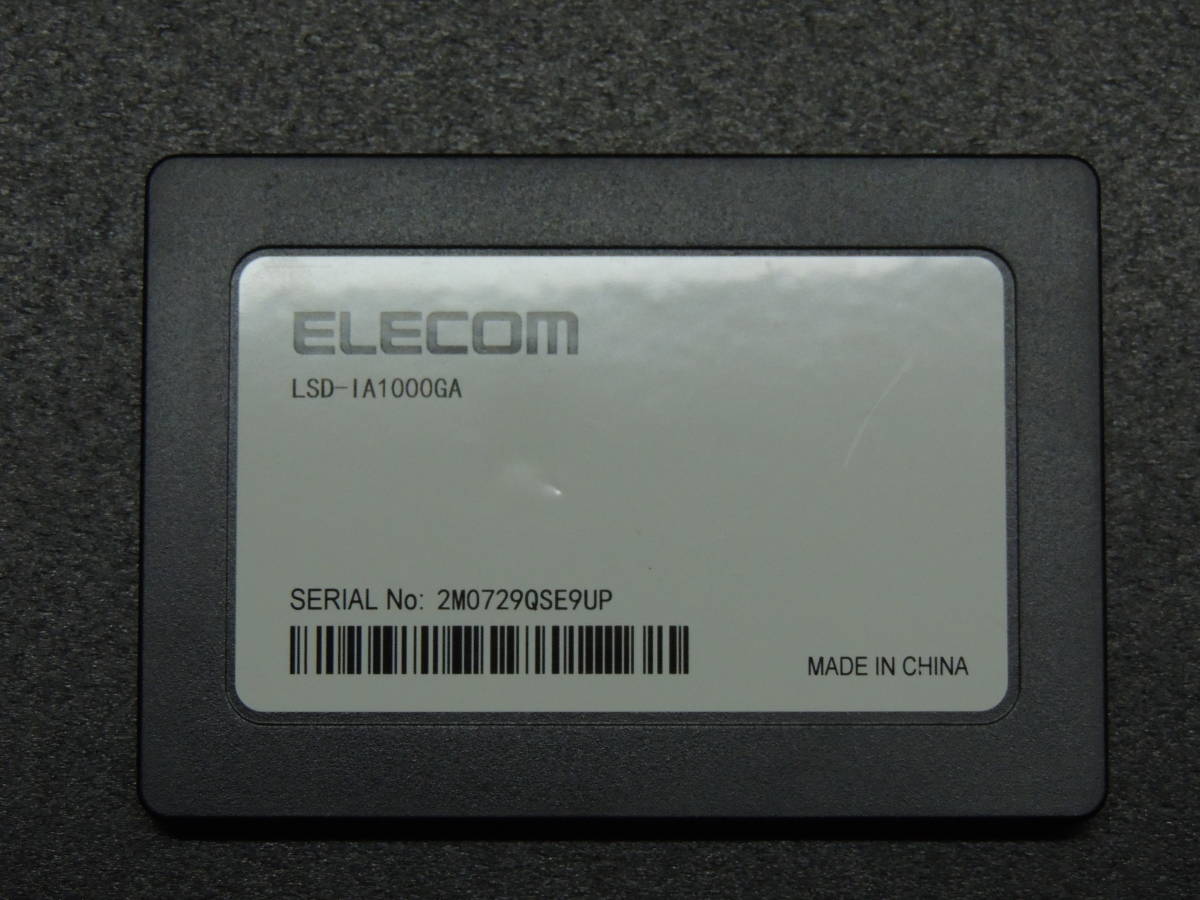 ELECOM
LSD-IA1000GA
SERIAL No: 2M0729QSE9UP
MADE IN CHINA